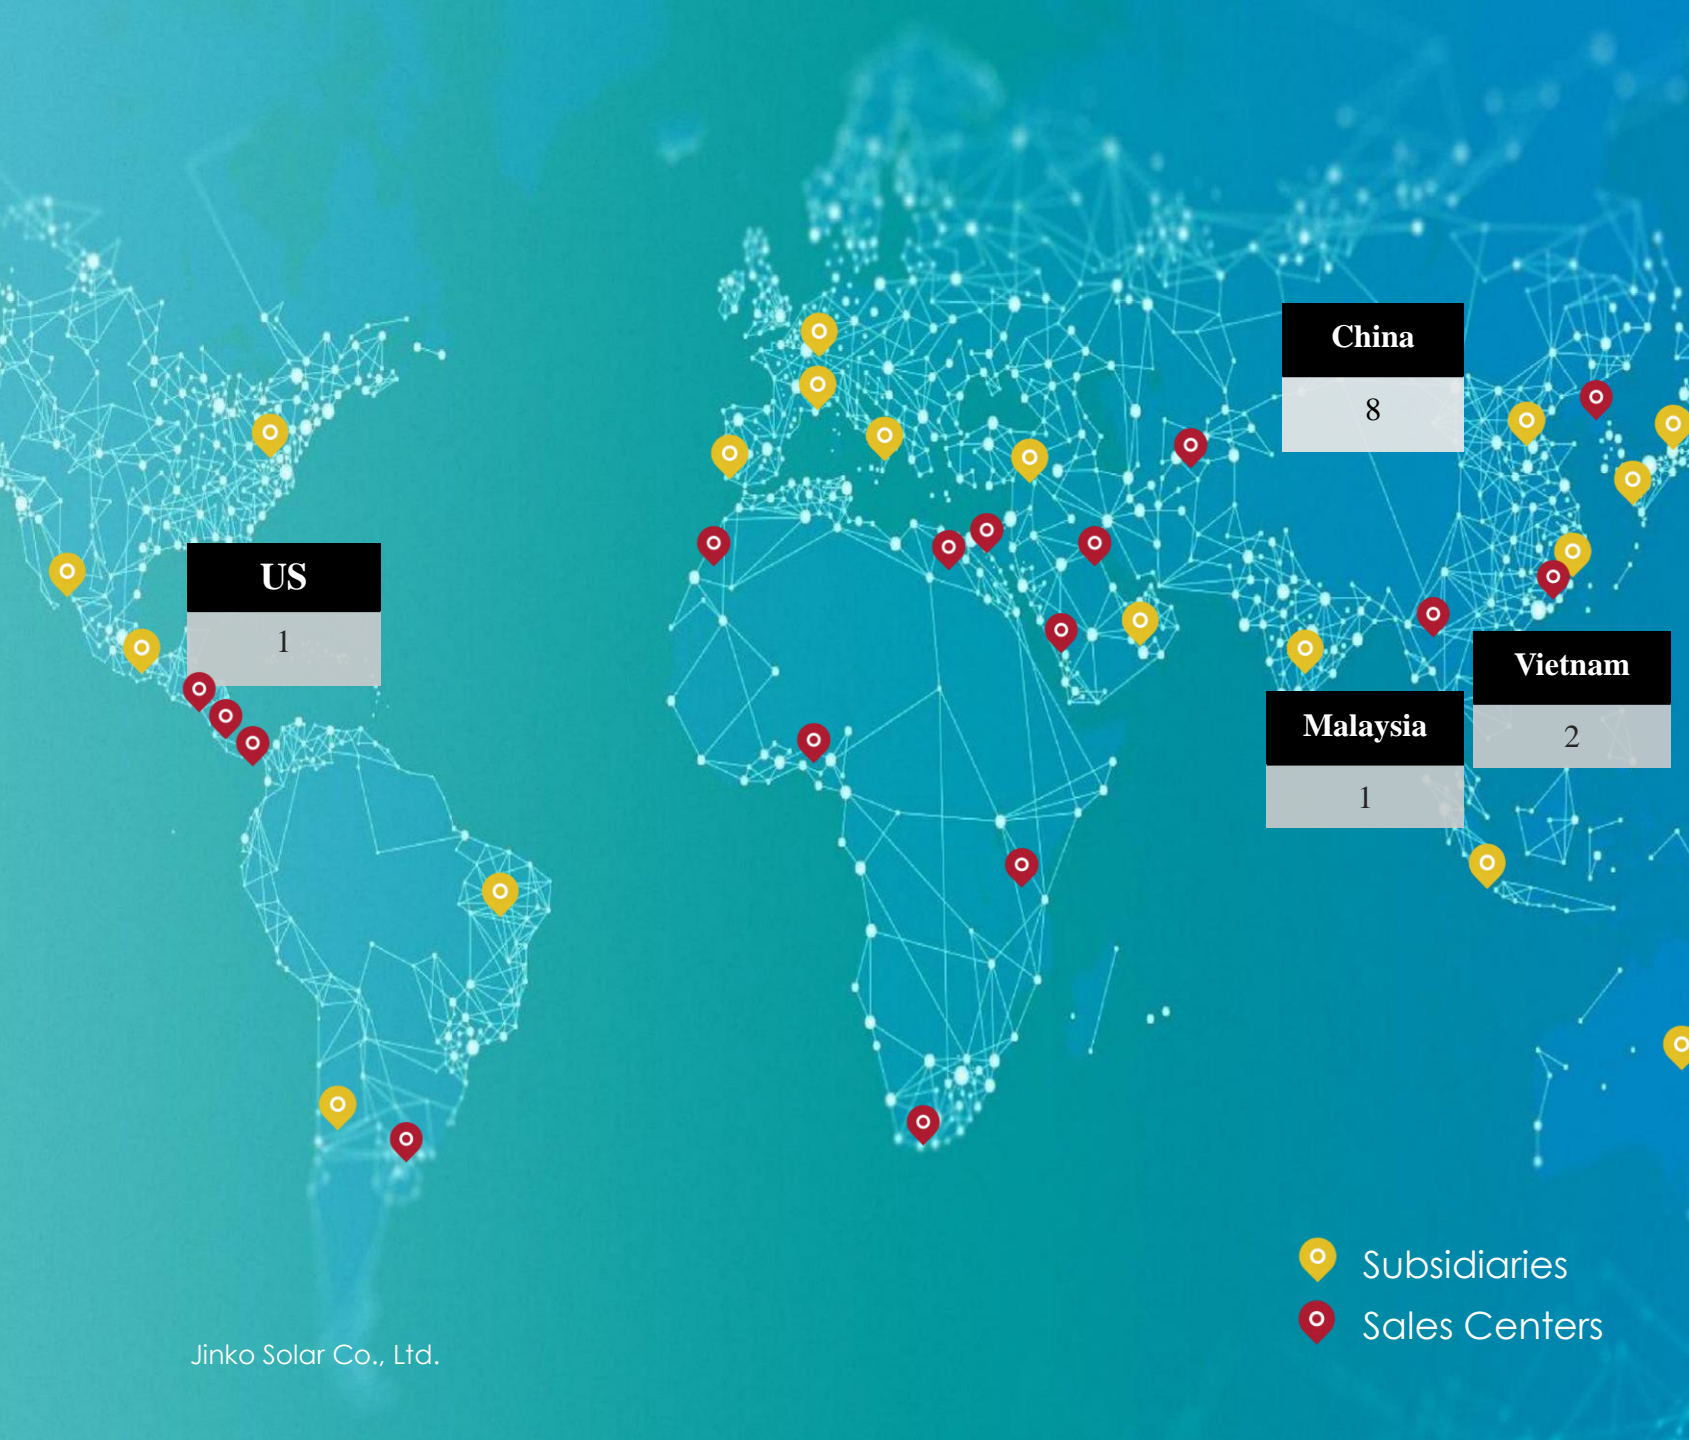 China
8
US
1
Vietnam
2
Malaysia
1
Subsidiaries
Sales Centers
Jinko Solar Co., Ltd.